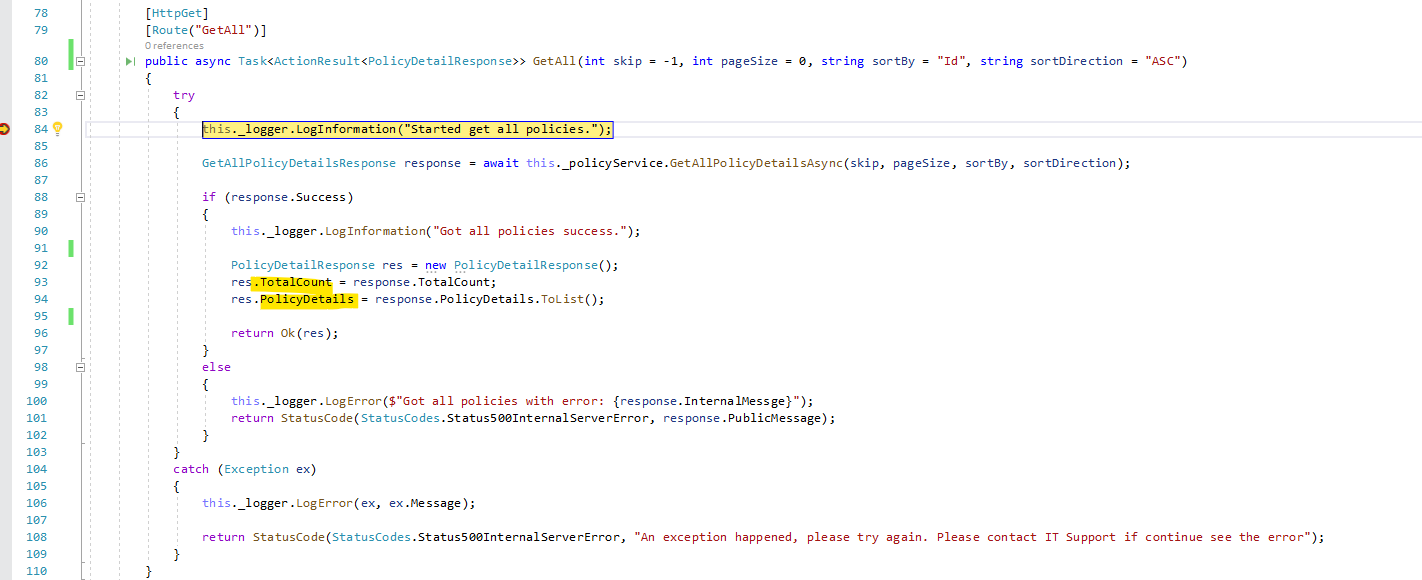 78 [HttpGet]
79 [Route("GetAll")]
0 references
80 public async Task<ActionResult<PolicyDetailResponse>> GetAll(int skip = -1, int pageSize = 0, string sortBy = "Id", string sortDirection = "ASC")
81 {
82 try
83 {
84 this._logger.LogInformation("Started get all policies.");
85
86 GetAllPolicyDetailsResponse response = await this._policyService.GetAllPolicyDetailsAsync(skip, pageSize, sortBy, sortDirection);
87
88 if (response.Success)
89 {
90 this._logger.LogInformation("Got all policies success.");
91
92 PolicyDetailResponse res = new PolicyDetailResponse();
93 res.TotalCount = response.TotalCount;
94 res.PolicyDetails = response.PolicyDetails.ToList();
95
96 return Ok(res);
97 }
98 else
99 {
100 this._logger.LogError($"Got all policies with error: {response.InternalMessge}");
101 return StatusCode(StatusCodes.Status500InternalServerError, response.PublicMessage);
102 }
103 }
104 catch (Exception ex)
105 {
106 this._logger.LogError(ex, ex.Message);
107
108 return StatusCode(StatusCodes.Status500InternalServerError, "An exception happened, please try again. Please contact IT Support if continue see the error");
109 }
110 }